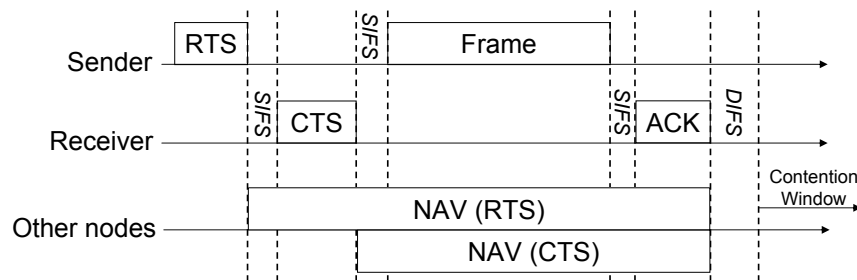 RTS
SIFS
Frame
Sender
SIFS
CTS
SIFS
ACK
DIFS
Receiver
Contention
Window
NAV (RTS)
Other nodes
NAV (CTS)